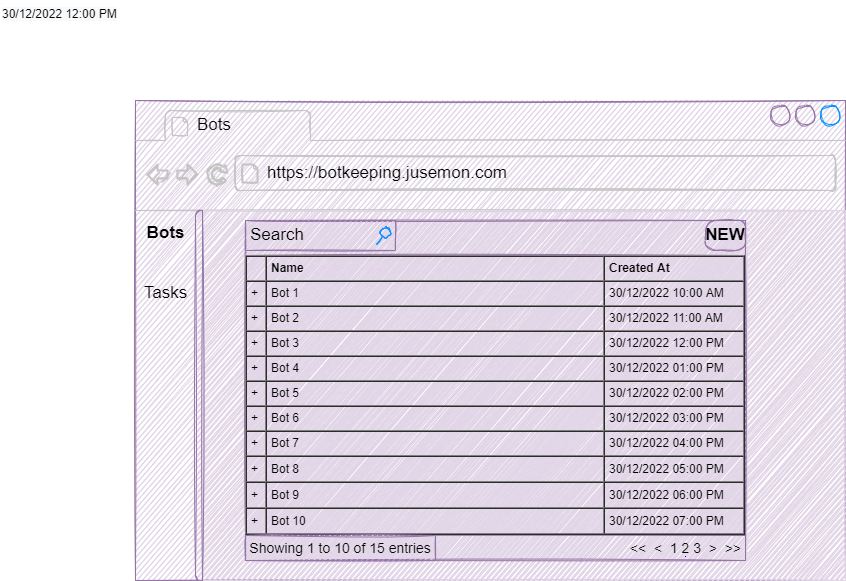 30/12/2022 12:00 PM
Bots
https://botkeeping.jusemon.com
Bots
Tasks
Search NEW
Name Created At
+ Bot 1 30/12/2022 10:00 AM
+ Bot 2 30/12/2022 11:00 AM
+ Bot 3 30/12/2022 12:00 PM
+ Bot 4 30/12/2022 01:00 PM
+ Bot 5 30/12/2022 02:00 PM
+ Bot 6 30/12/2022 03:00 PM
+ Bot 7 30/12/2022 04:00 PM
+ Bot 8 30/12/2022 05:00 PM
+ Bot 9 30/12/2022 06:00 PM
+ Bot 10 30/12/2022 07:00 PM
Showing 1 to 10 of 15 entries << < 1 2 3 > >>